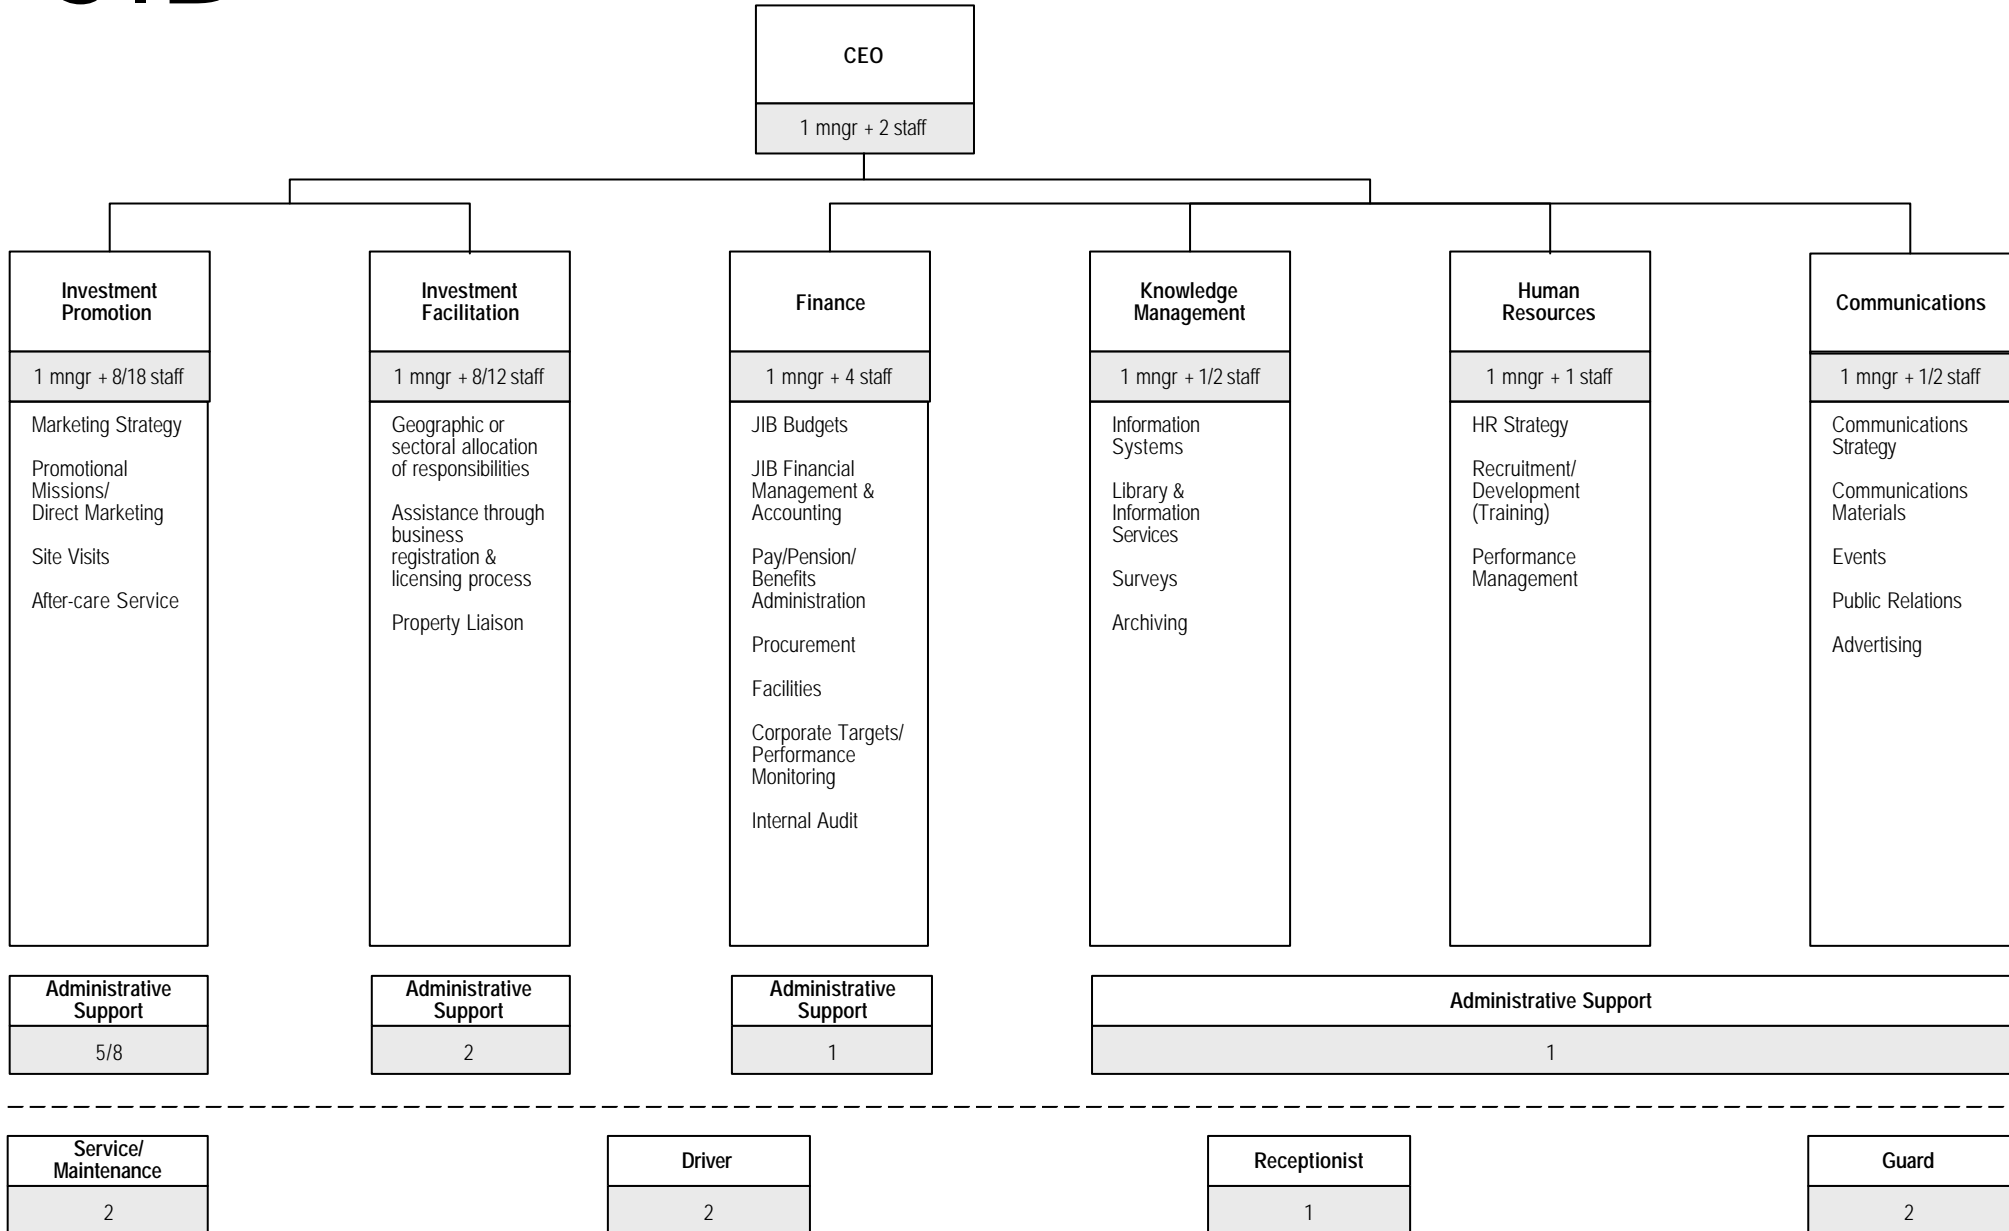 CEO
1 mngr + 2 staff
Investment
Promotion
1 mngr + 8/18 staff
Marketing Strategy
Promotional
Missions/
Direct Marketing
Site Visits
After-care Service
Investment
Facilitation
1 mngr + 8/12 staff
Geographic or
sectoral allocation
of responsibilities
Assistance through
business
registration &
licensing process
Property Liaison
Finance
1 mngr + 4 staff
JIB Budgets
JIB Financial
Management &
Accounting
Pay/Pension/
Benefits
Administration
Procurement
Facilities
Corporate Targets/
Performance
Monitoring
Internal Audit
Knowledge
Management
1 mngr + 1/2 staff
Information
Systems
Library &
Information
Services
Surveys
Archiving
Human
Resources
1 mngr + 1 staff
HR Strategy
Recruitment/
Development
(Training)
Performance
Management
Communications
1 mngr + 1/2 staff
Communications
Strategy
Communications
Materials
Events
Public Relations
Advertising
Administrative
Support
5/8
Administrative
Support
2
Administrative
Support
1
Administrative Support
1
Service/
Maintenance
2
Driver
2
Receptionist
1
Guard
2